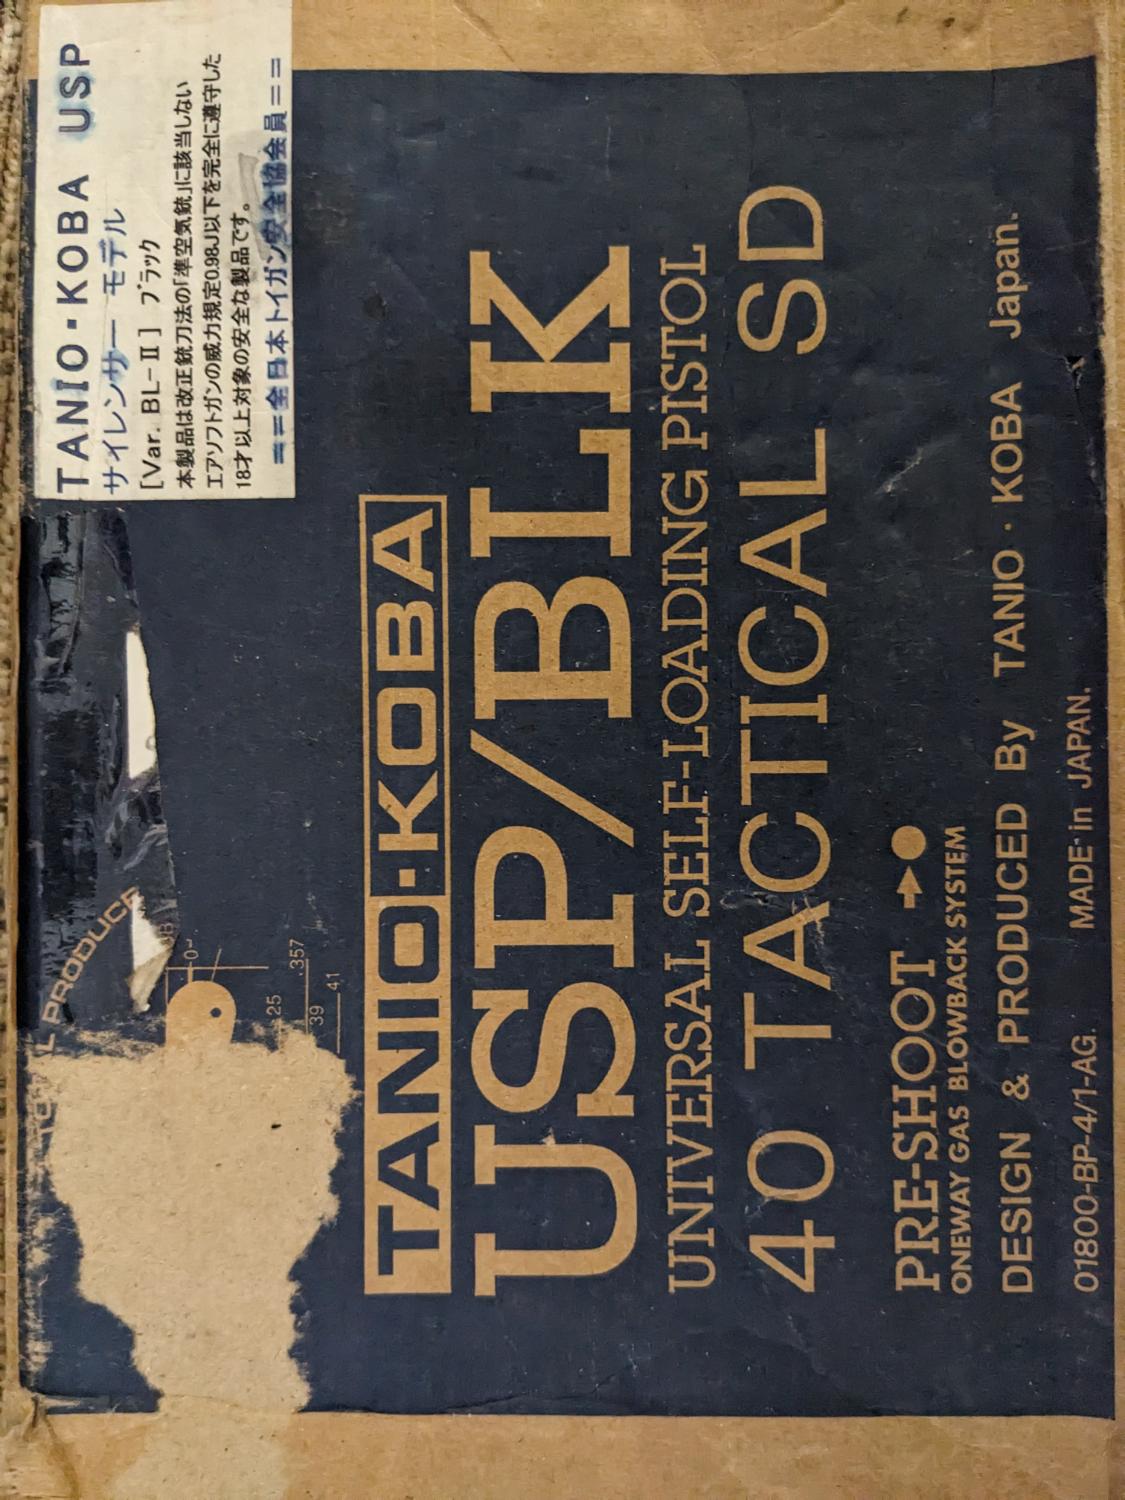 TANIO・KOBA USP
サイレンサー モデル
[Var. BL-Ⅱ] ブラック
本製品は改正銃刀法の「準空気銃」に該当しない
エアソフトガンの威力規定0.98J以下を完全に遵守した
18才以上対象の安全な製品です。
==全日本トイガン安全協会会員==
PRODUCE
0
25
.357
39
41
TANIO・KOBA
USP/BLK
UNIVERSAL SELF-LOADING PISTOL
40 TACTICAL SD
PRE-SHOOT
ONEWAY GAS BLOWBACK SYSTEM
DESIGN & PRODUCED By TANIO・KOBA Japan.
01800-BP-4/1-AG. MADE in JAPAN.